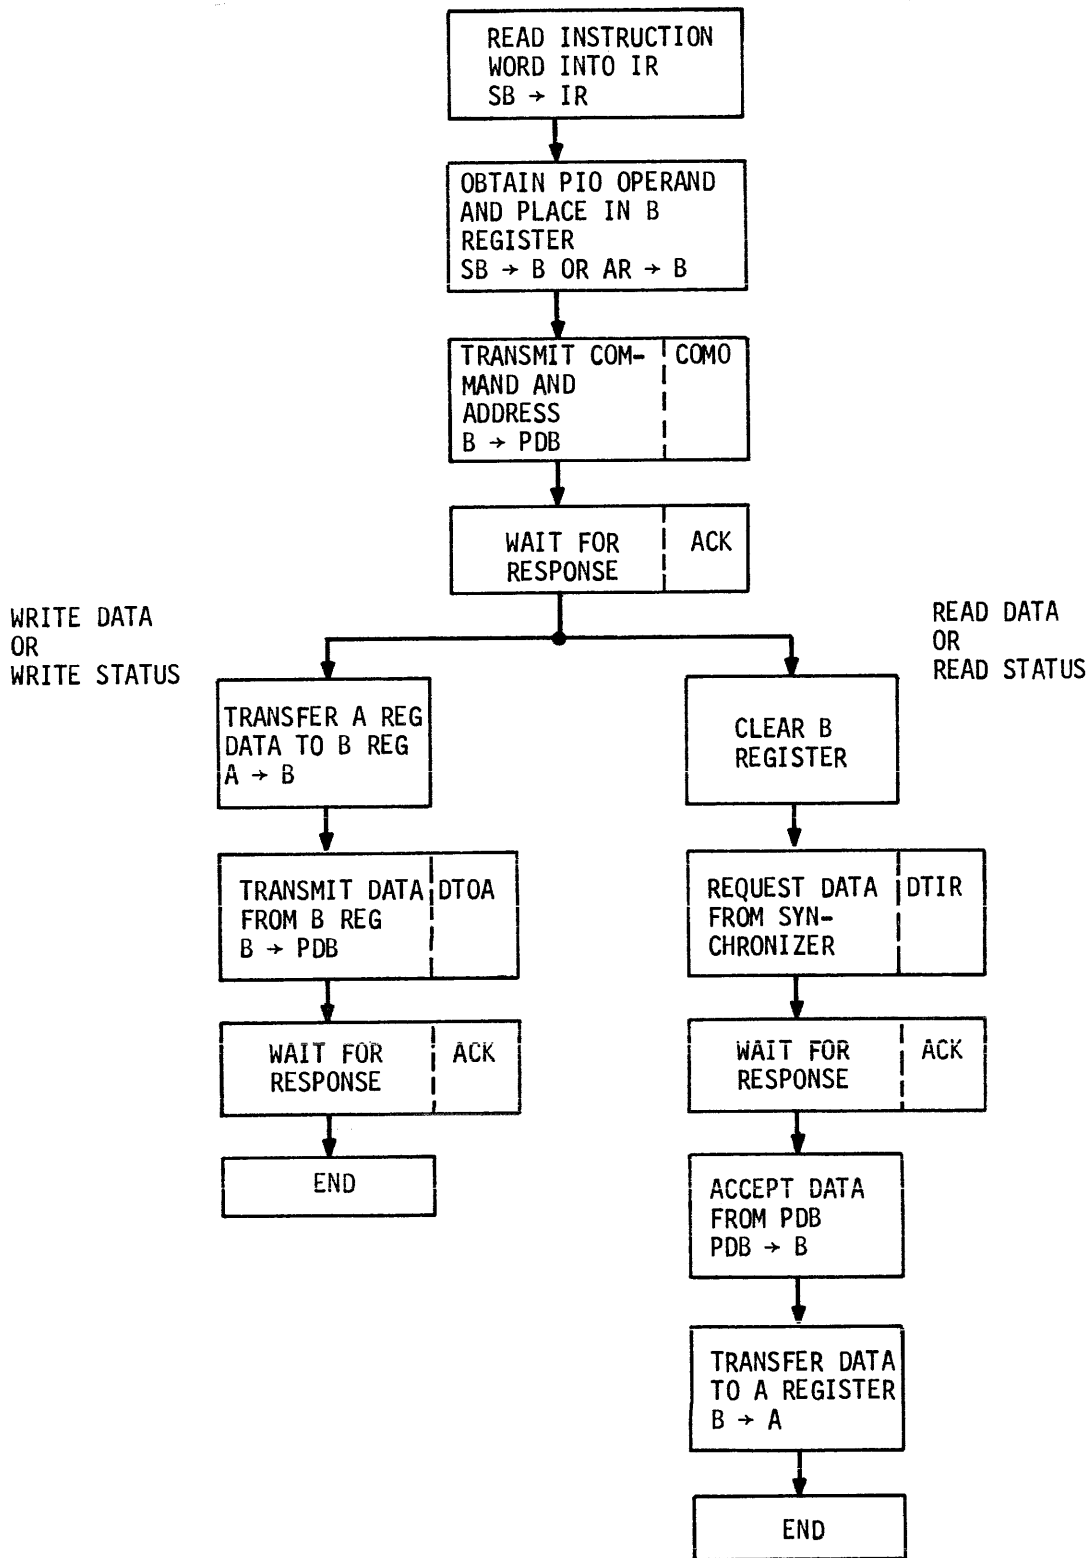 READ INSTRUCTION
WORD INTO IR
SB → IR
OBTAIN PIO OPERAND
AND PLACE IN B
REGISTER
SB → B OR AR → B
TRANSMIT COM-
MAND AND
ADDRESS
B → PDB
COMO
WAIT FOR
RESPONSE
ACK
WRITE DATA
OR
WRITE STATUS
READ DATA
OR
READ STATUS
TRANSFER A REG
DATA TO B REG
A → B
TRANSMIT DATA
FROM B REG
B → PDB
DTOA
WAIT FOR
RESPONSE
ACK
END
CLEAR B
REGISTER
REQUEST DATA
FROM SYN-
CHRONIZER
DTIR
WAIT FOR
RESPONSE
ACK
ACCEPT DATA
FROM PDB
PDB → B
TRANSFER DATA
TO A REGISTER
B → A
END